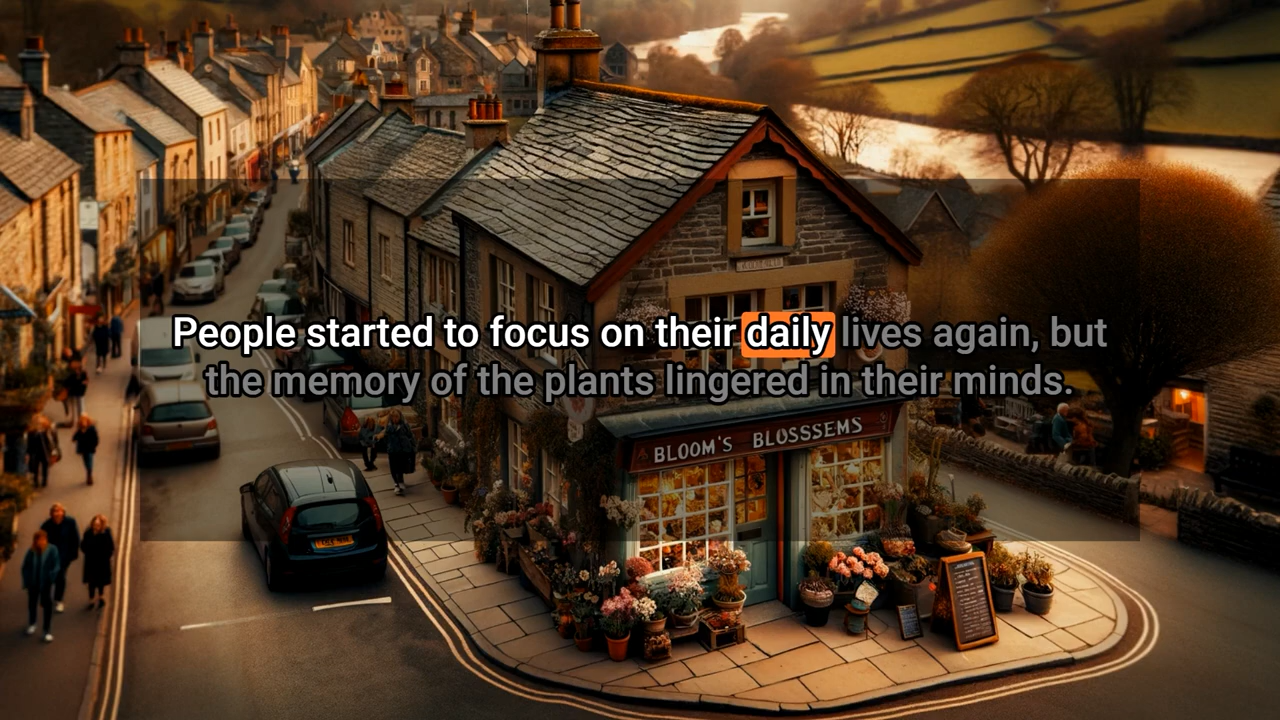 People started to focus on their daily lives again, but
the memory of the plants lingered in their minds.
BLOOM'S BLOSSSEMS